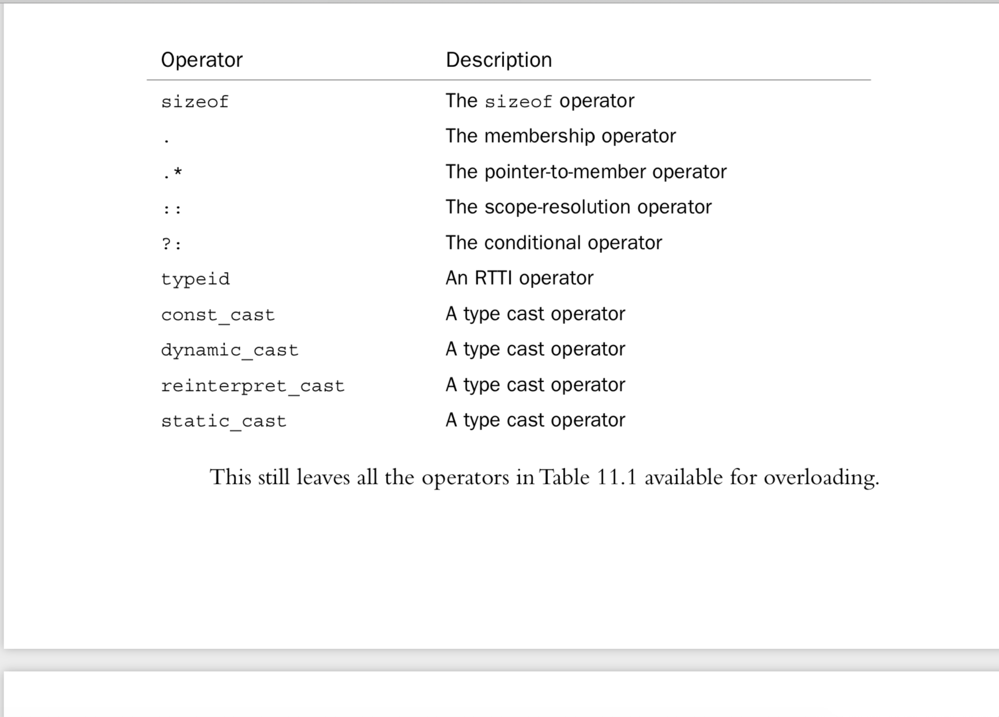 Operator Description
sizeof The sizeof operator
. The membership operator
.* The pointer-to-member operator
:: The scope-resolution operator
?: The conditional operator
typeid An RTTI operator
const_cast A type cast operator
dynamic_cast A type cast operator
reinterpret_cast A type cast operator
static_cast A type cast operator
This still leaves all the operators in Table 11.1 available for overloading.